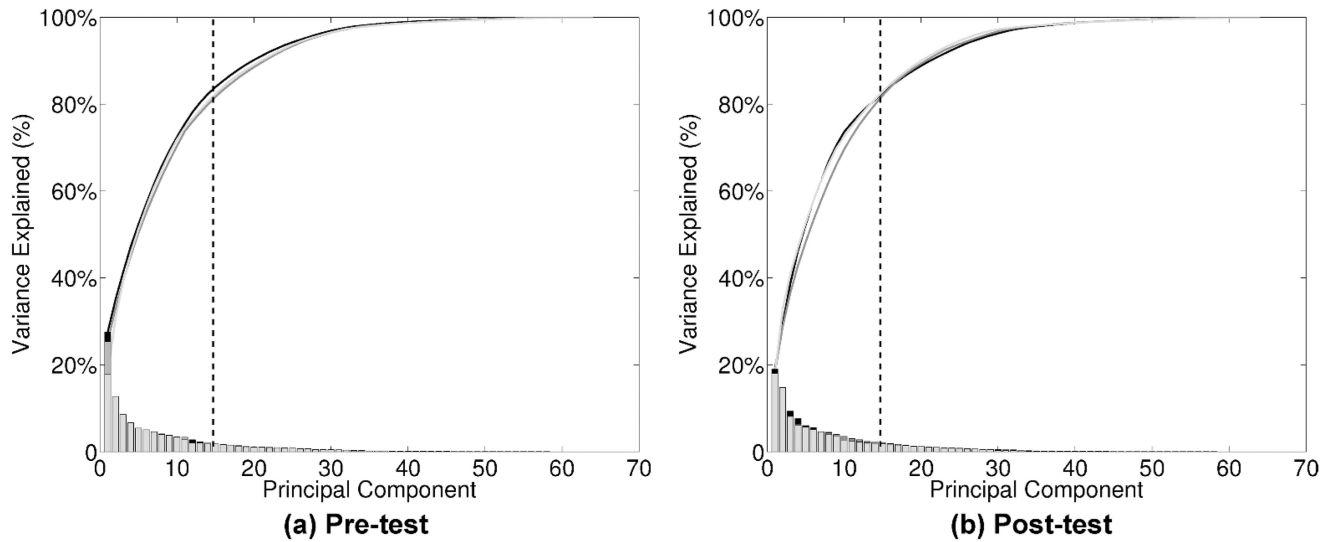 100%
80%
60%
40%
20%
0
Variance Explained (%)
0 10 20 30 40 50 60 70
Principal Component
(a) Pre-test
100%
80%
60%
40%
20%
0
Variance Explained (%)
0 10 20 30 40 50 60 70
Principal Component
(b) Post-test